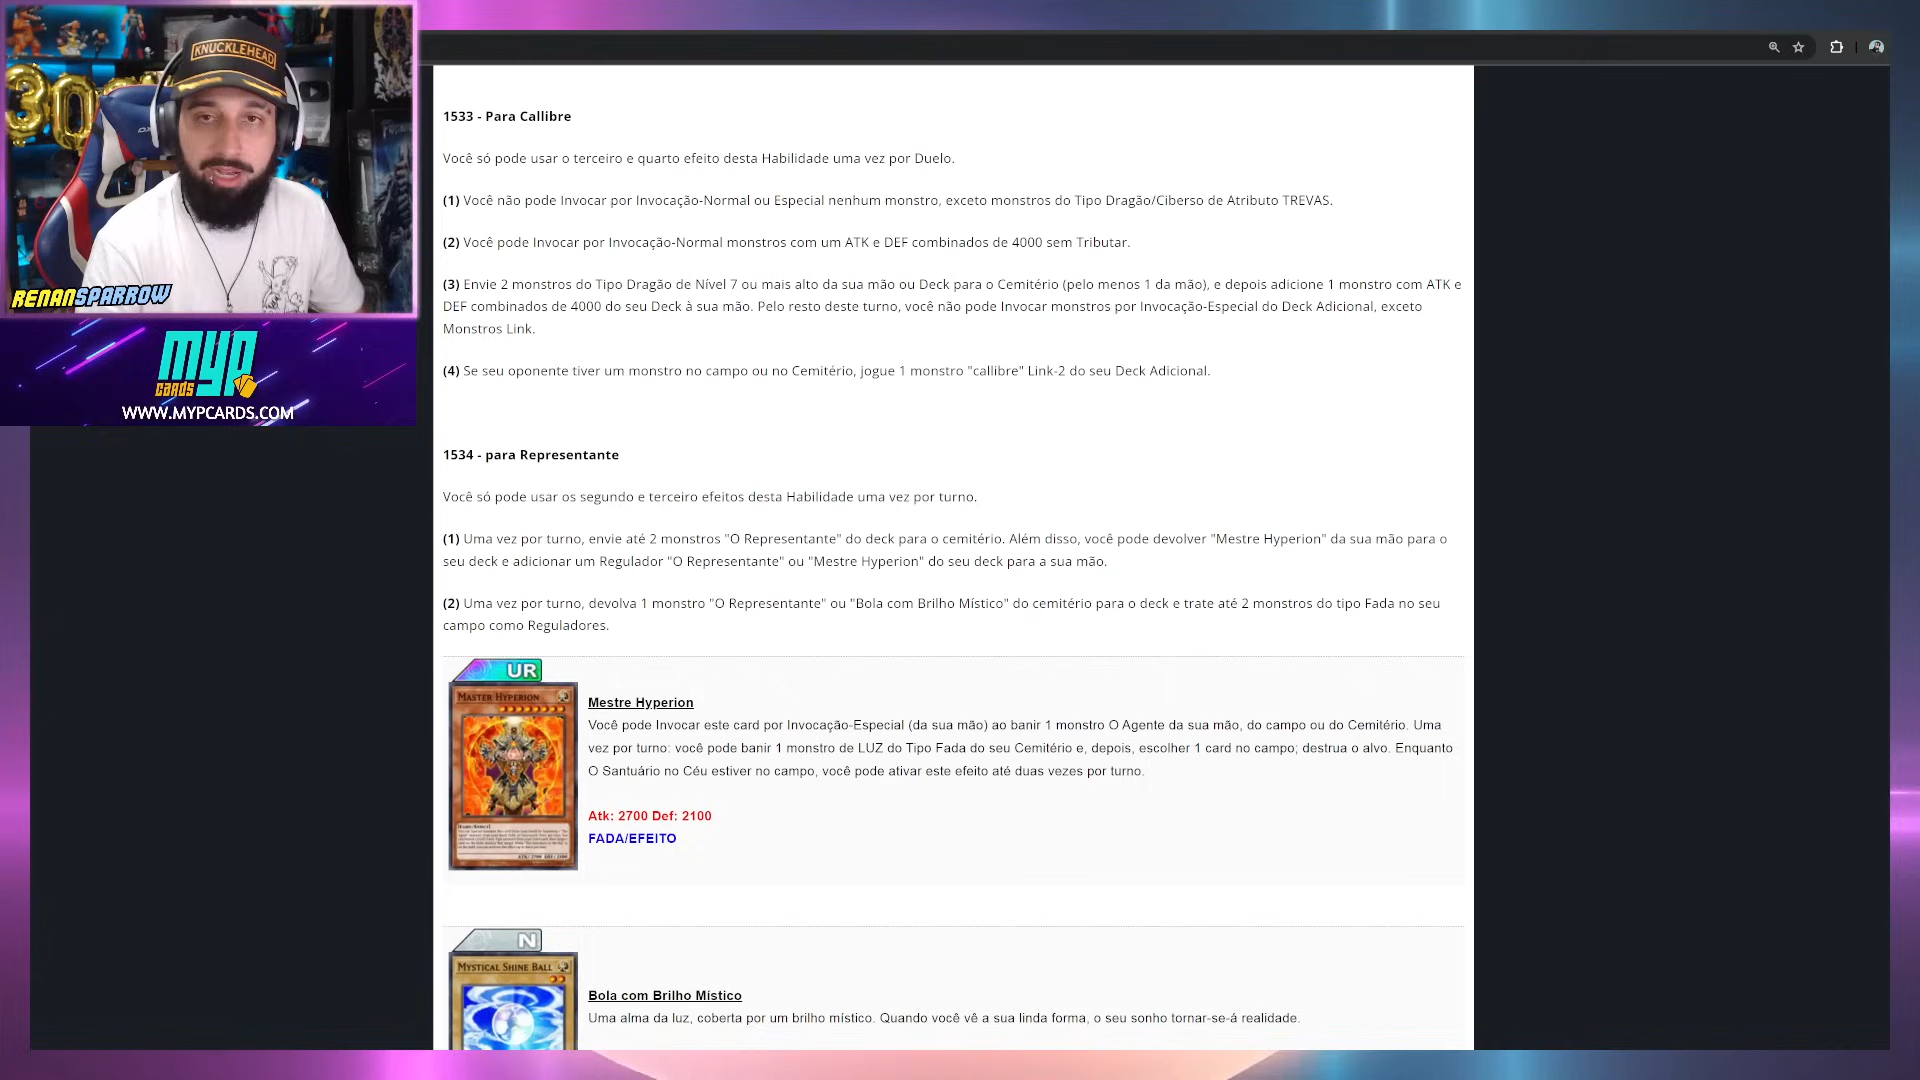 KNUCKLEHEAD
RENANSPARROW
MYP
CARDS
WWW.MYPCARDS.COM
1533 - Para Callibre
Você só pode usar o terceiro e quarto efeito desta Habilidade uma vez por Duelo.
(1) Você não pode Invocar por Invocação-Normal ou Especial nenhum monstro, exceto monstros do Tipo Dragão/Ciberso de Atributo TREVAS.
(2) Você pode Invocar por Invocação-Normal monstros com um ATK e DEF combinados de 4000 sem Tributar.
(3) Envie 2 monstros do Tipo Dragão de Nível 7 ou mais alto da sua mão ou Deck para o Cemitério (pelo menos 1 da mão), e depois adicione 1 monstro com ATK e
DEF combinados de 4000 do seu Deck à sua mão. Pelo resto deste turno, você não pode Invocar monstros por Invocação-Especial do Deck Adicional, exceto
Monstros Link.
(4) Se seu oponente tiver um monstro no campo ou no Cemitério, jogue 1 monstro "callibre" Link-2 do seu Deck Adicional.
1534 - para Representante
Você só pode usar os segundo e terceiro efeitos desta Habilidade uma vez por turno.
(1) Uma vez por turno, envie até 2 monstros "O Representante" do deck para o cemitério. Além disso, você pode devolver "Mestre Hyperion" da sua mão para o
seu deck e adicionar um Regulador "O Representante" ou "Mestre Hyperion" do seu deck para a sua mão.
(2) Uma vez por turno, devolva 1 monstro "O Representante" ou "Bola com Brilho Místico" do cemitério para o deck e trate até 2 monstros do tipo Fada no seu
campo como Reguladores.
UR
MASTER HYPERION
Mestre Hyperion
Você pode Invocar este card por Invocação-Especial (da sua mão) ao banir 1 monstro O Agente da sua mão, do campo ou do Cemitério. Uma
vez por turno: você pode banir 1 monstro de LUZ do Tipo Fada do seu Cemitério e, depois, escolher 1 card no campo; destrua o alvo. Enquanto
O Santuário no Céu estiver no campo, você pode ativar este efeito até duas vezes por turno.
Atk: 2700 Def: 2100
FADA/EFEITO
N
MYSTICAL SHINE BALL
Bola com Brilho Místico
Uma alma da luz, coberta por um brilho místico. Quando você vê a sua linda forma, o seu sonho tornar-se-á realidade.